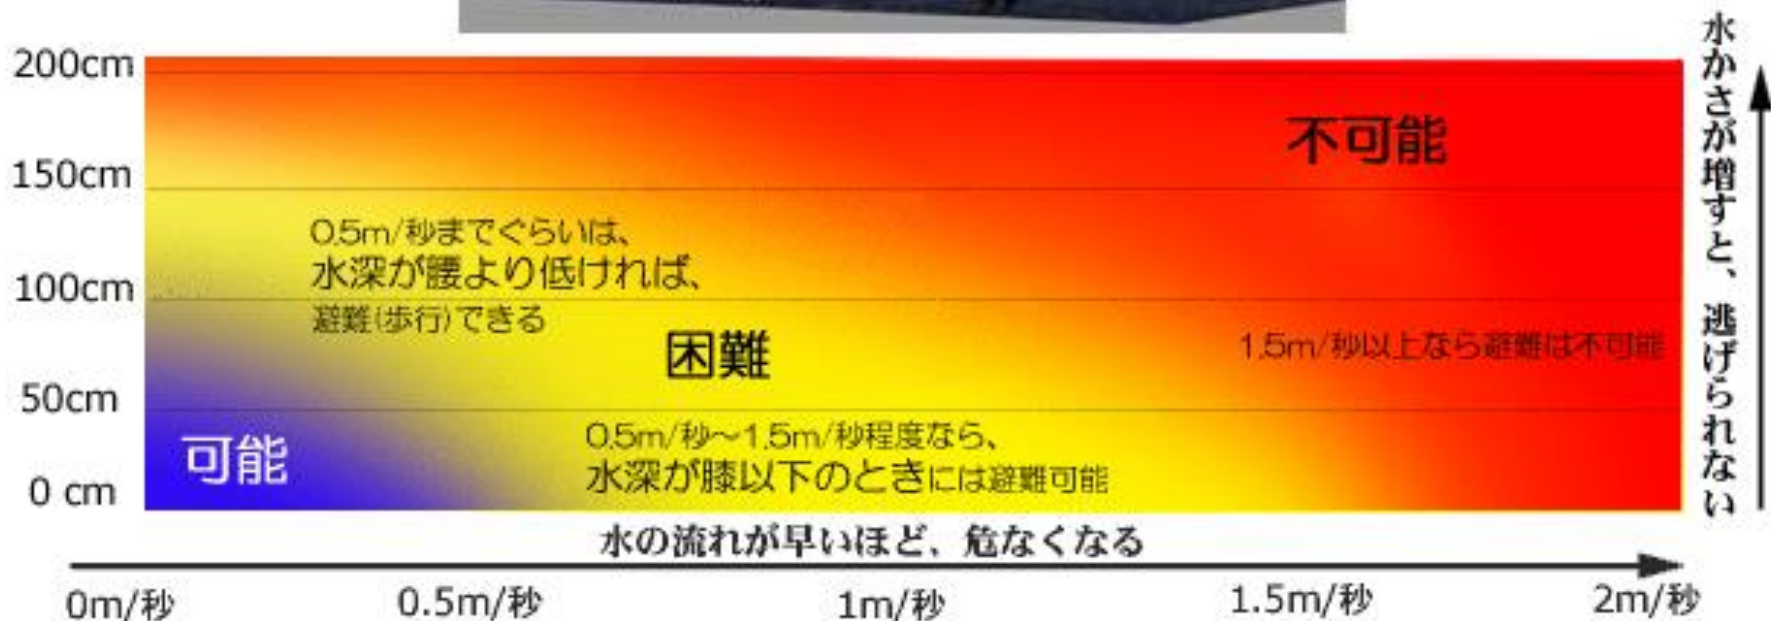 200cm
150cm
100cm
50cm
0 cm
不可能
0.5m/秒までぐらいは、
水深が腰より低ければ、
避難(歩行)できる
困難
1.5m/秒以上なら避難は不可能
可能
0.5m/秒～1.5m/秒程度なら、
水深が膝以下のときには避難可能
水かさが増すと、逃げられない
水の流れが早いほど、危なくなる
0m/秒
0.5m/秒
1m/秒
1.5m/秒
2m/秒